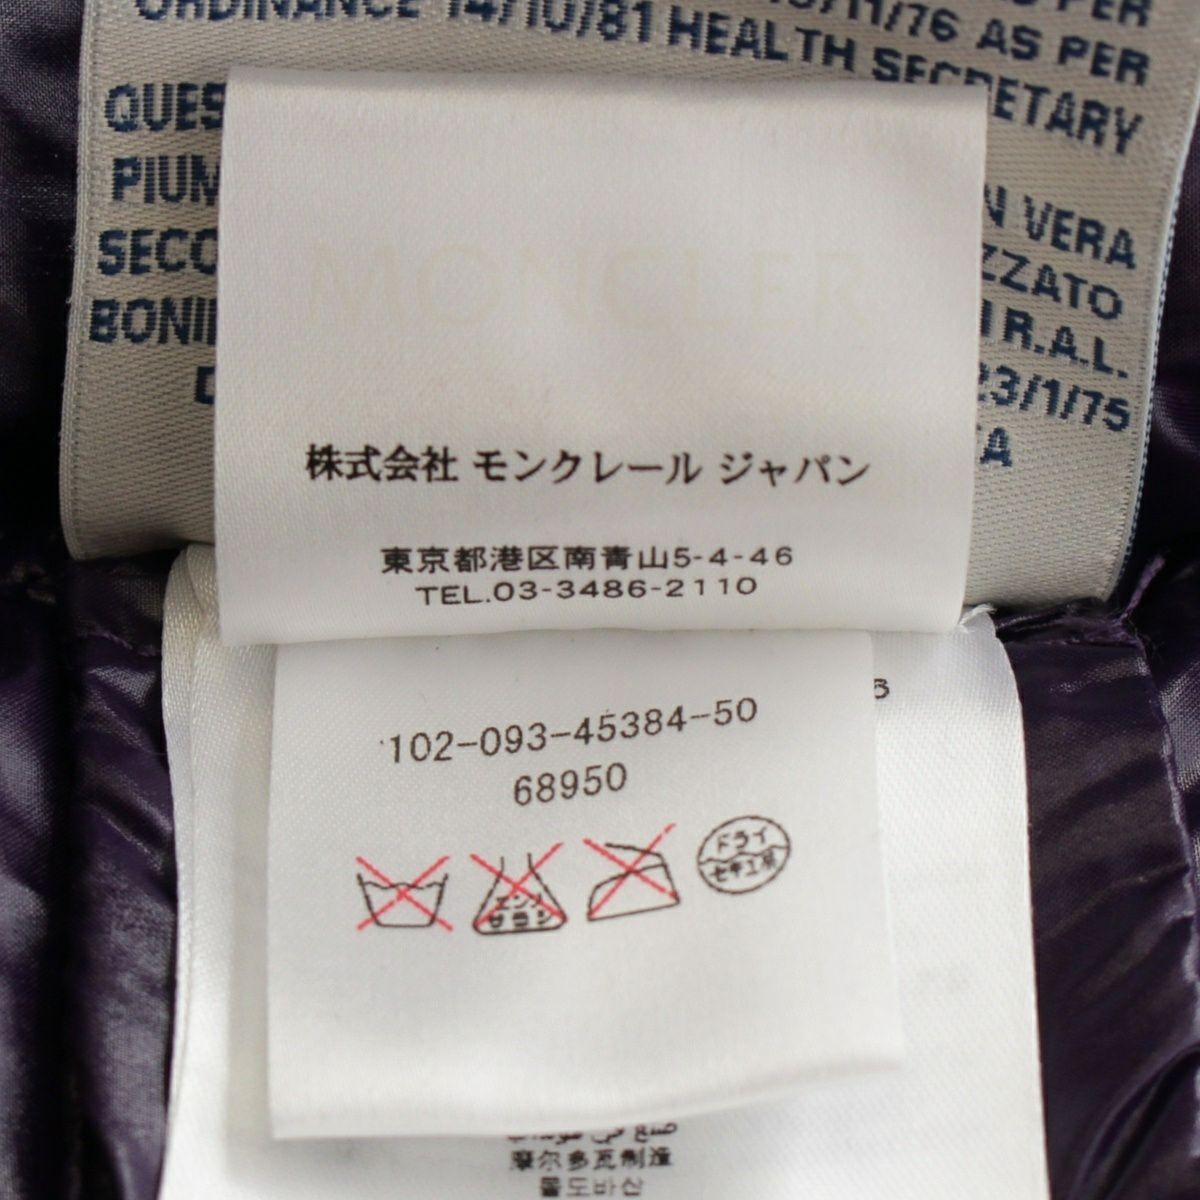 AS PER
ORDINANCE 14/10/81 HEALTH SECRETARY
/11/76 AS PER
QUES
PIUM
N VERA
SECO
ZZATO
BONI
R.A.L.
23/1/75
TA
MONCLER
株式会社 モンクレール ジャパン
東京都港区南青山5-4-46
TEL.03-3486-2110
102-093-45384-50
68950
エンソ
サラシ
ドライ
セキユ系
摩尔多瓦制造
몰도바산